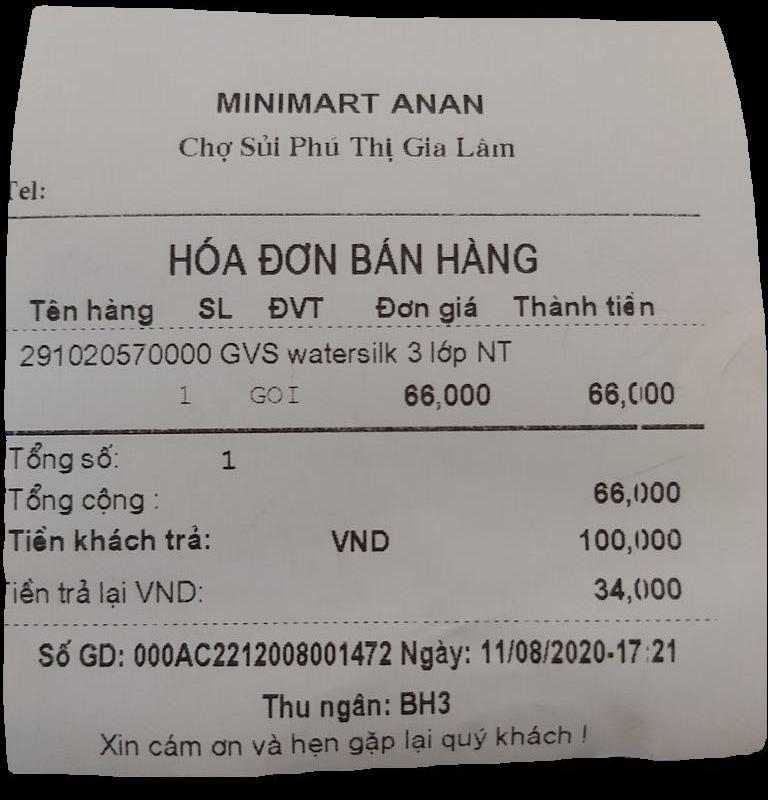 MINIMART ANAN
Chợ Sủi Phú Thị Gia Lâm
Tel:
HÓA ĐƠN BÁN HÀNG
Tên hàng SL ĐVT Đơn giá Thành tiền
291020570000 GVS watersilk 3 lớp NT
1 GOI 66,000 66,000
Tổng số: 1
Tổng cộng : 66,000
Tiền khách trả: VND 100,000
Tiền trả lại VND: 34,000
Số GD: 000AC2212008001472 Ngày: 11/08/2020-17:21
Thu ngân: BH3
Xin cám ơn và hẹn gặp lại quý khách !